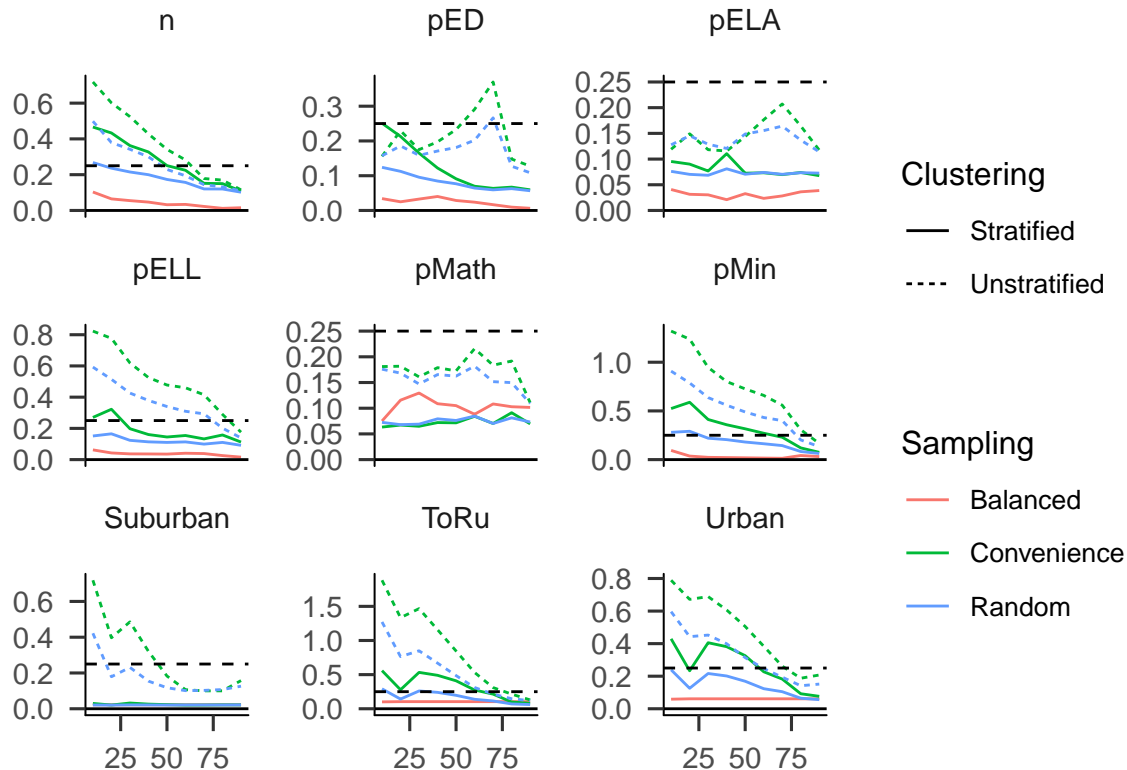 n
pED
pELA
0.6
0.4
0.2
0.0
0.3
0.2
0.1
0.0
0.25
0.20
0.15
0.10
0.05
0.00
pELL
pMath
pMin
0.8
0.6
0.4
0.2
0.0
0.25
0.20
0.15
0.10
0.05
0.00
1.0
0.5
0.0
Suburban
ToRu
Urban
0.6
0.4
0.2
0.0
1.5
1.0
0.5
0.0
0.8
0.6
0.4
0.2
0.0
25 50 75
25 50 75
25 50 75
Clustering
Stratified
Unstratified
Sampling
Balanced
Convenience
Random